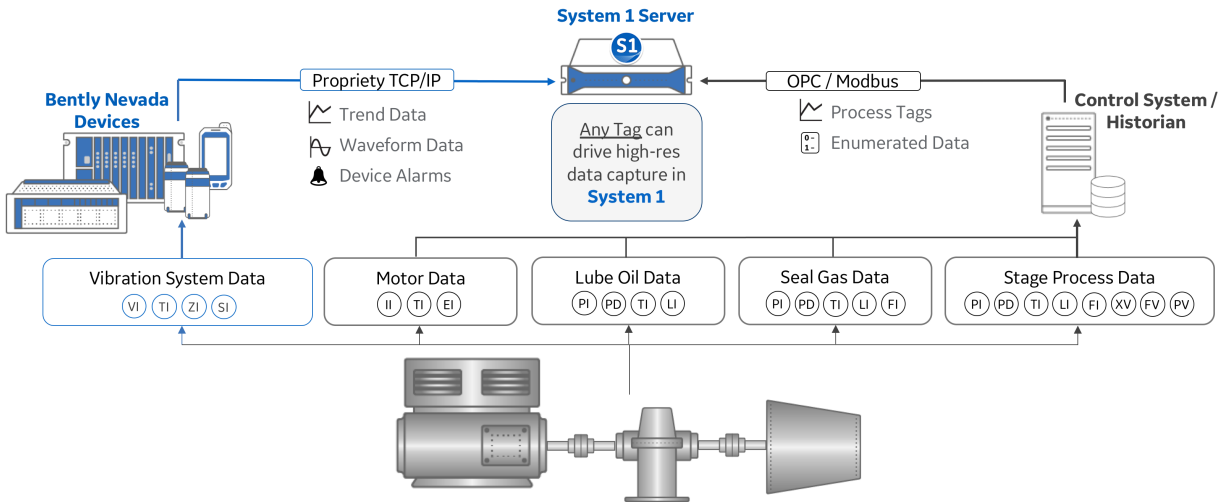 System 1 Server
S1
Propriety TCP/IP
OPC / Modbus
Bently Nevada
Devices
Trend Data
Waveform Data
Device Alarms
Any Tag can
drive high-res
data capture in
System 1
Process Tags
0-
1-
Enumerated Data
Control System /
Historian
Vibration System Data
VI TI ZI SI
Motor Data
II TI EI
Lube Oil Data
PI PD TI LI
Seal Gas Data
PI PD TI LI FI
Stage Process Data
PI PD TI LI FI XV FV PV